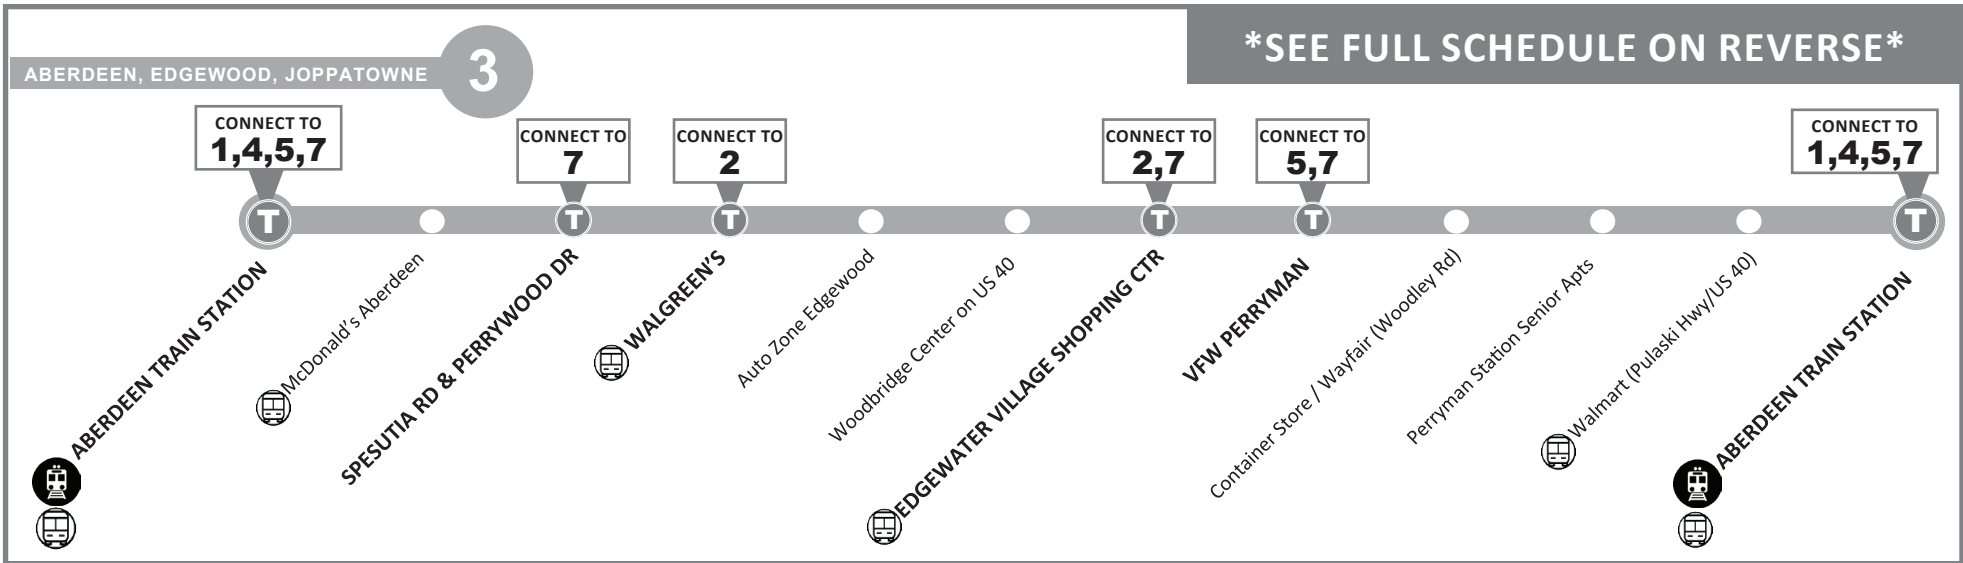 *SEE FULL SCHEDULE ON REVERSE*
ABERDEEN, EDGEWOOD, JOPPATOWNE
3
CONNECT TO
1,4,5,7
CONNECT TO
7
CONNECT TO
2
CONNECT TO
2,7
CONNECT TO
5,7
CONNECT TO
1,4,5,7
T
T
T
T
T
T
ABERDEEN TRAIN STATION
McDonald's Aberdeen
SPESUTIA RD & PERRYWOOD DR
WALGREEN'S
Auto Zone Edgewood
Woodbridge Center on US 40
EDGEWATER VILLAGE SHOPPING CTR
VFW PERRYMAN
Container Store / Wayfair (Woodley Rd)
Perryman Station Senior Apts
Walmart (Pulaski Hwy/US 40)
ABERDEEN TRAIN STATION